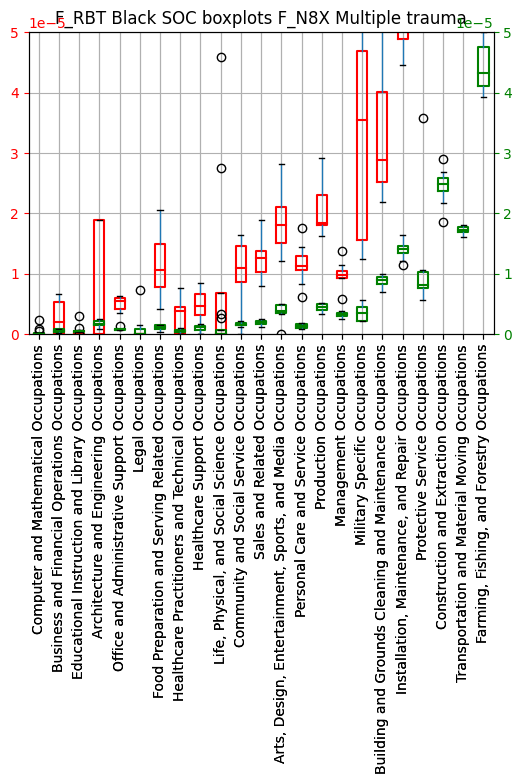 F_RBT Black SOC boxplots F_N8X Multiple trauma
1e−5
1e−5
5
4
3
2
1
0
5
4
3
2
1
0
Computer and Mathematical Occupations
Business and Financial Operations Occupations
Educational Instruction and Library Occupations
Architecture and Engineering Occupations
Office and Administrative Support Occupations
Legal Occupations
Food Preparation and Serving Related Occupations
Healthcare Practitioners and Technical Occupations
Healthcare Support Occupations
Life, Physical, and Social Science Occupations
Community and Social Service Occupations
Sales and Related Occupations
Arts, Design, Entertainment, Sports, and Media Occupations
Personal Care and Service Occupations
Production Occupations
Management Occupations
Military Specific Occupations
Building and Grounds Cleaning and Maintenance Occupations
Installation, Maintenance, and Repair Occupations
Protective Service Occupations
Construction and Extraction Occupations
Transportation and Material Moving Occupations
Farming, Fishing, and Forestry Occupations